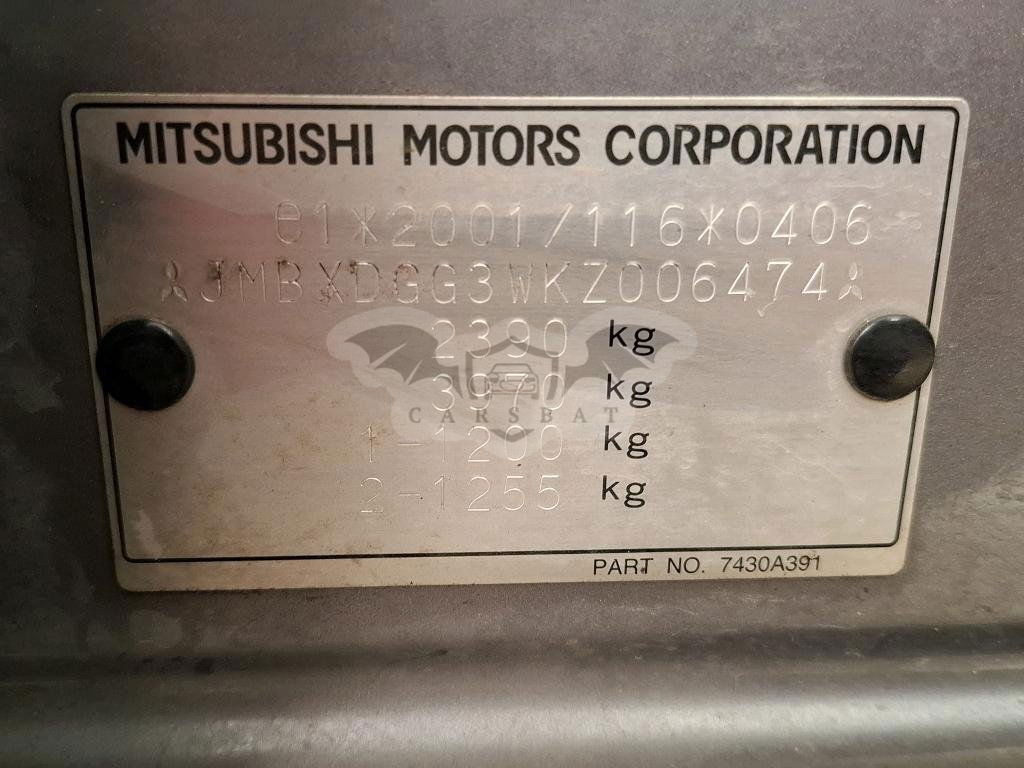 MITSUBISHI MOTORS CORPORATION
e1*2001/116*0406
JMBXDGG3WKZ006474
2390 kg
3070 kg
CARSBAT
1-1200 kg
2-1255 kg
PART NO. 7430A391